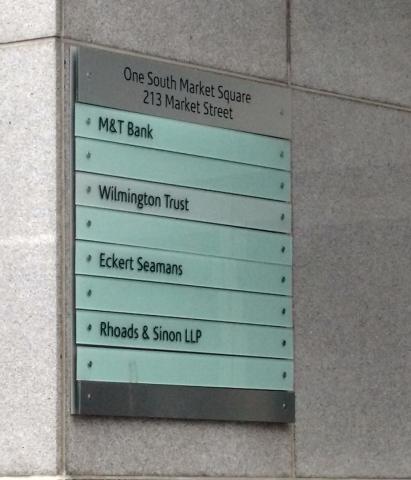 One South Market Square
213 Market Street
M&T Bank
Wilmington Trust
Eckert Seamans
Rhoads & Sinon LLP